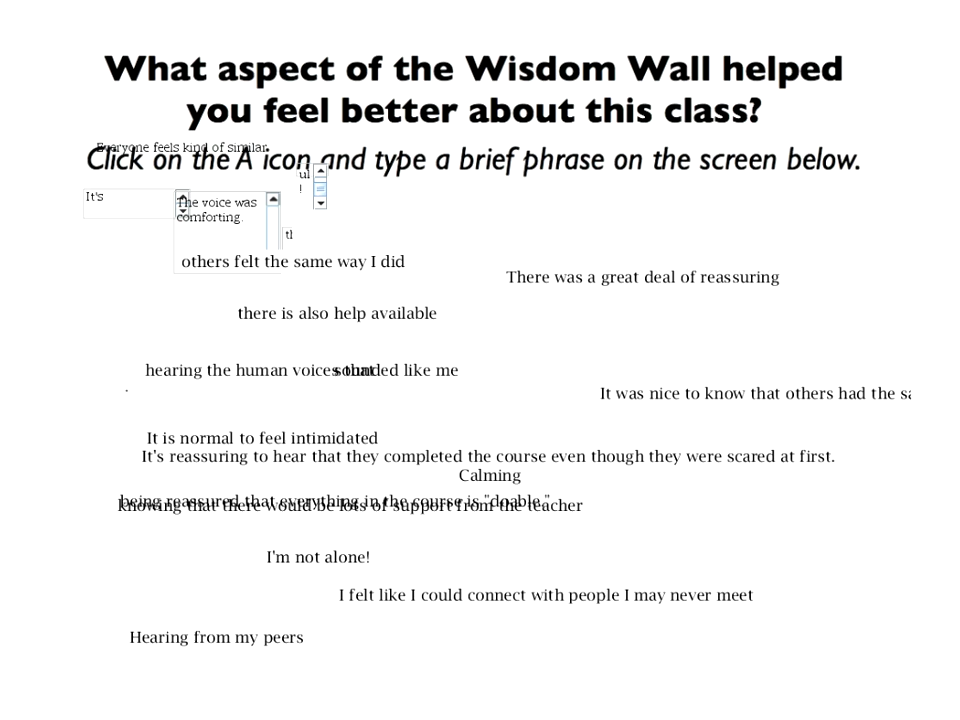 What aspect of the Wisdom Wall helped
you feel better about this class?
Everyone feels kind of similar
Click on the A icon and type a brief phrase on the screen below.
ul
!
It's
The voice was
comforting.
tl
others felt the same way I did
There was a great deal of reassuring
there is also help available
hearing the human voices that sounded like me
It was nice to know that others had the sa
It is normal to feel intimidated
It's reassuring to hear that they completed the course even though they were scared at first.
Calming
being reassured that everything in the course is "doable."
knowing that there would be lots of support from the teacher
I'm not alone!
I felt like I could connect with people I may never meet
Hearing from my peers